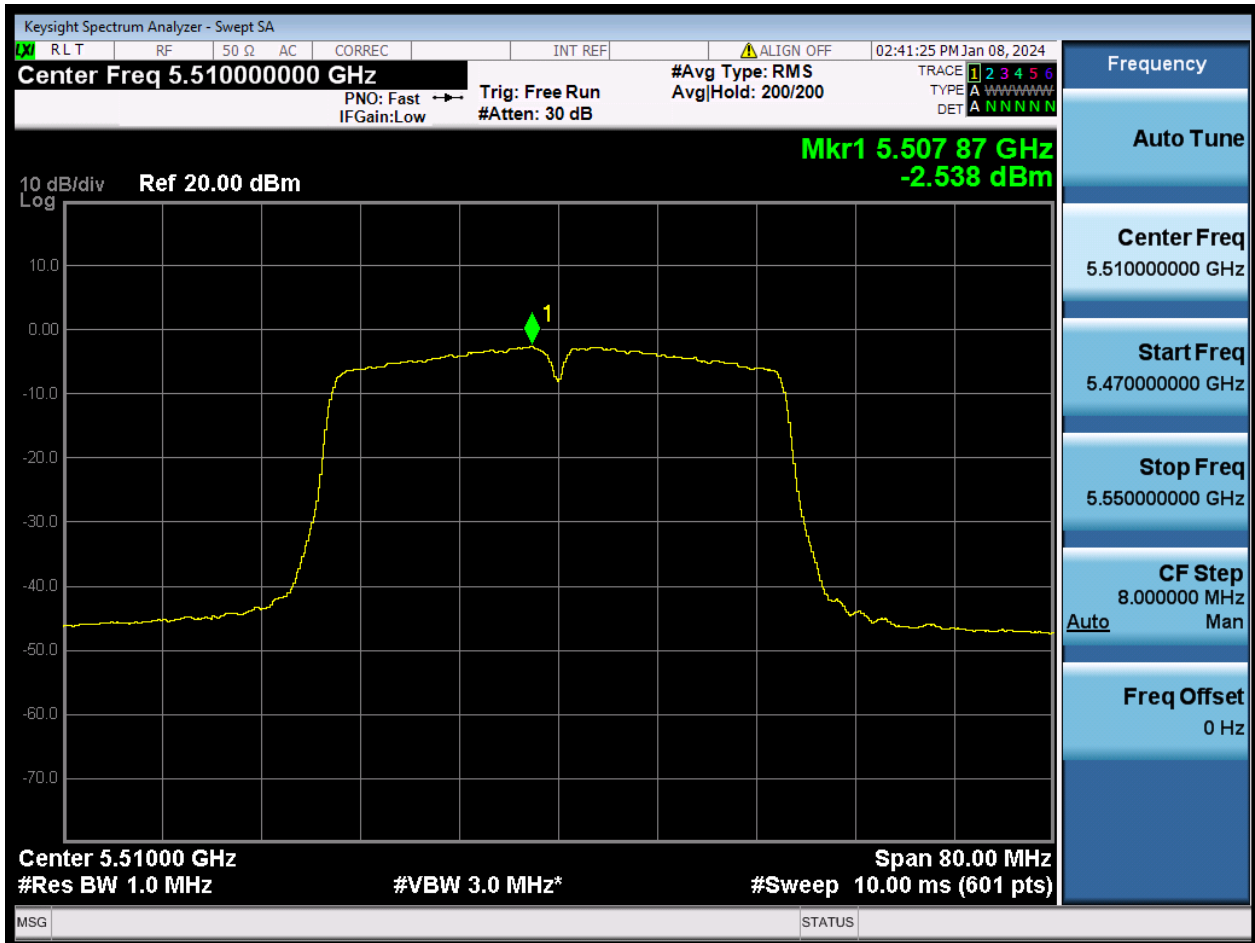 Keysight Spectrum Analyzer - Swept SA
LXI RLT RF 50 Ω AC CORREC INT REF ALIGN OFF 02:41:25 PM Jan 08, 2024
Center Freq 5.510000000 GHz
PNO: Fast
IFGain:Low
Trig: Free Run
#Atten: 30 dB
#Avg Type: RMS
Avg|Hold: 200/200
TRACE 1 2 3 4 5 6
TYPE A WWWWW
DET A N N N N N
Mkr1 5.507 87 GHz
-2.538 dBm
10 dB/div Ref 20.00 dBm
Log
10.0
0.00
-10.0
-20.0
-30.0
-40.0
-50.0
-60.0
-70.0
1
Center 5.51000 GHz Span 80.00 MHz
#Res BW 1.0 MHz #VBW 3.0 MHz* #Sweep 10.00 ms (601 pts)
MSG STATUS
Frequency
Auto Tune
Center Freq
5.510000000 GHz
Start Freq
5.470000000 GHz
Stop Freq
5.550000000 GHz
CF Step
8.000000 MHz
Auto Man
Freq Offset
0 Hz